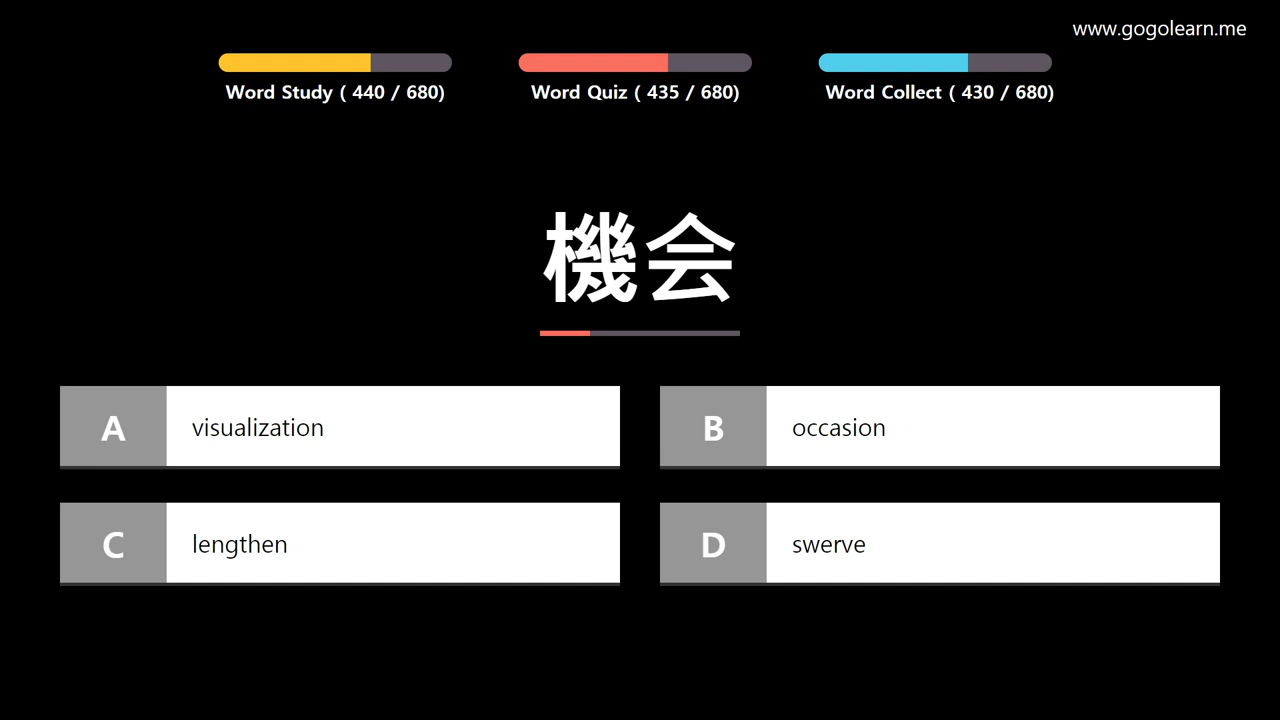 www.gogolearn.me
Word Study ( 440 / 680)
Word Quiz ( 435 / 680)
Word Collect ( 430 / 680)
機会
A
visualization
B
occasion
C
lengthen
D
swerve